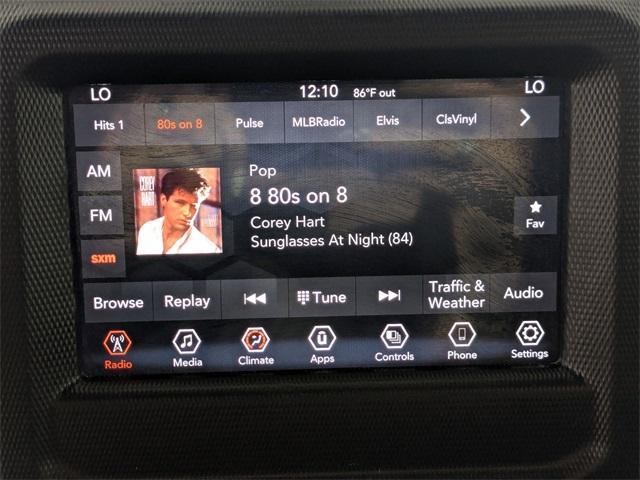 LO 12:10 86°F out LO
Hits 1 80s on 8 Pulse MLBRadio Elvis ClsVinyl
AM
FM
sxm
COREY
HART
Pop
8 80s on 8
Corey Hart
Sunglasses At Night (84)
Fav
Browse Replay Tune Traffic &
Weather Audio
Radio Media Climate Apps Controls Phone Settings